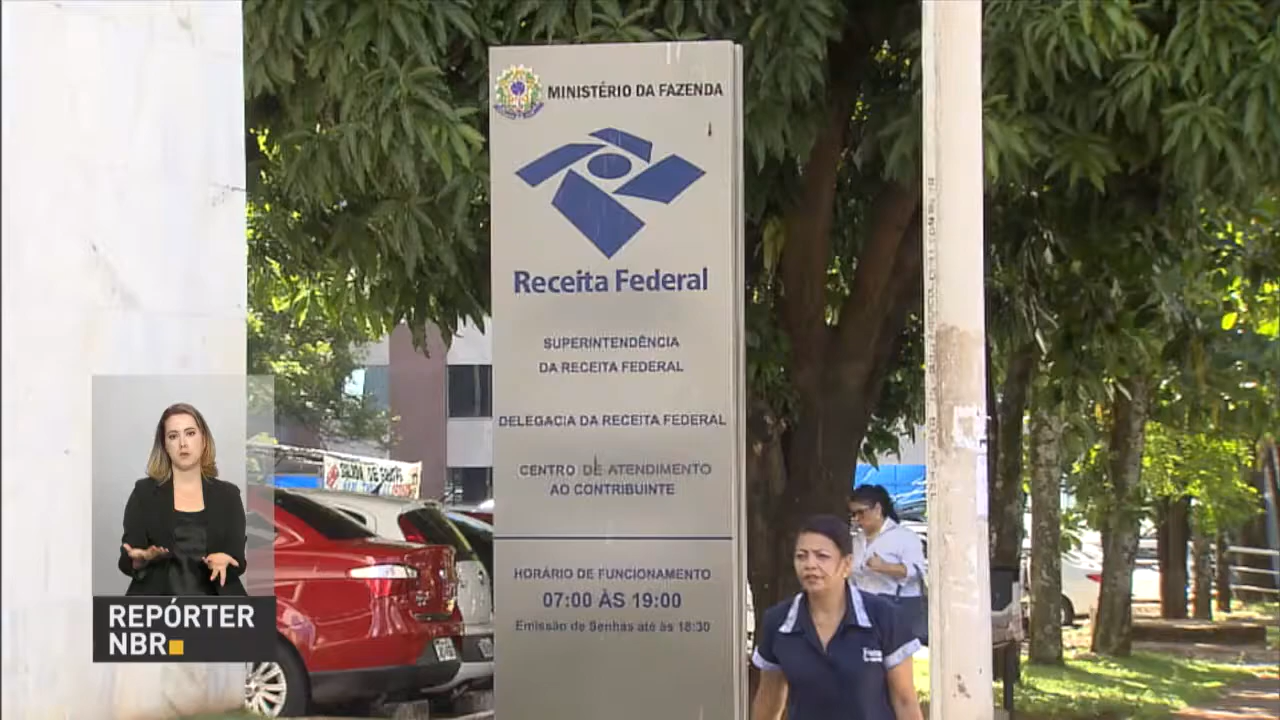 MINISTÉRIO DA FAZENDA
Receita Federal
SUPERINTENDÊNCIA
DA RECEITA FEDERAL
DELEGACIA DA RECEITA FEDERAL
CENTRO DE ATENDIMENTO
AO CONTRIBUINTE
HORÁRIO DE FUNCIONAMENTO
07:00 ÀS 19:00
Emissão de Senhas até às 18:30
REPÓRTER
NBR